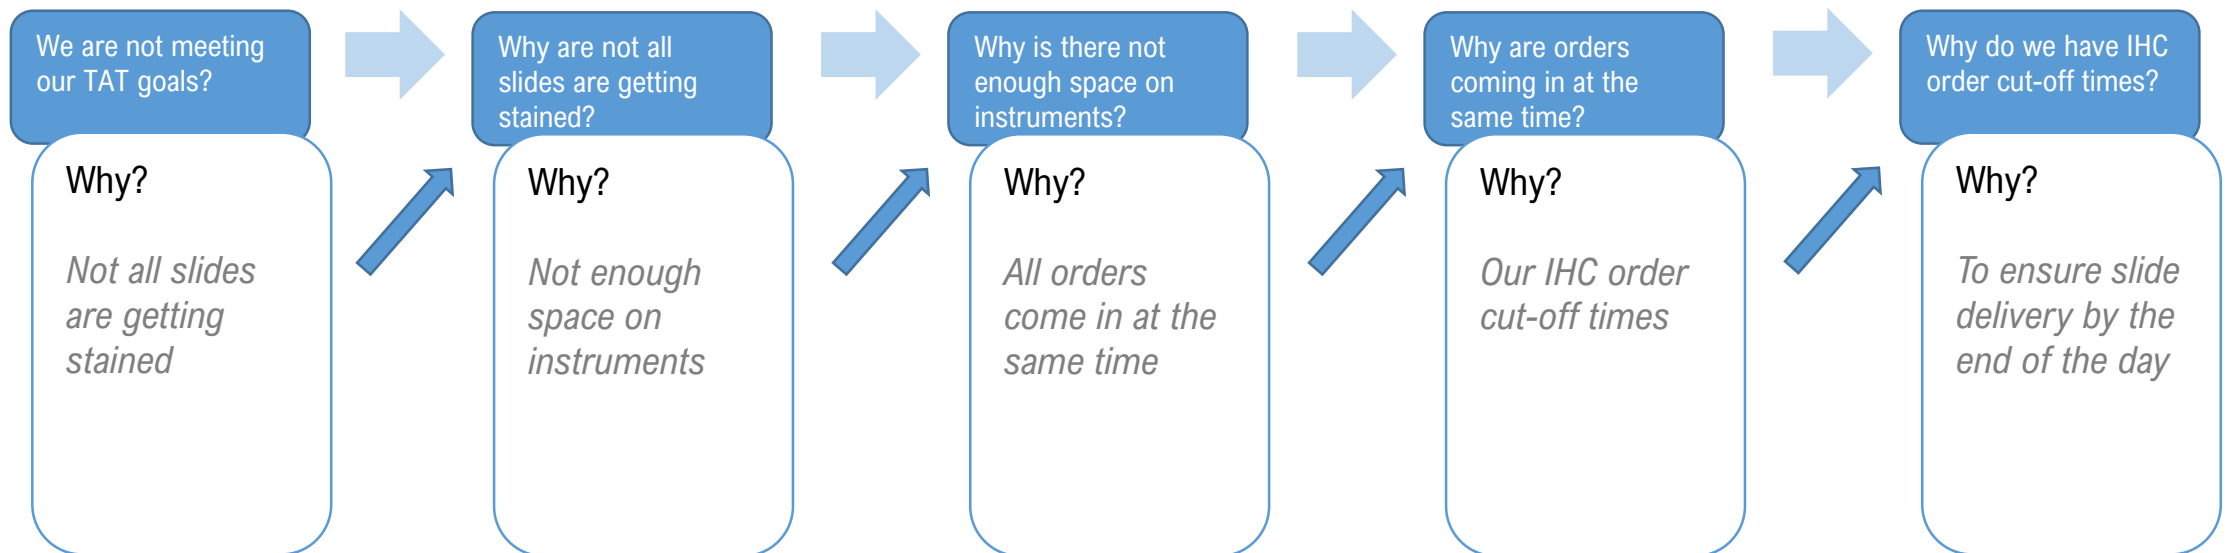 We are not meeting
our TAT goals?
Why?
Not all slides
are getting
stained
Why are not all
slides are getting
stained?
Why?
Not enough
space on
instruments
Why is there not
enough space on
instruments?
Why?
All orders
come in at the
same time
Why are orders
coming in at the
same time?
Why?
Our IHC order
cut-off times
Why do we have IHC
order cut-off times?
Why?
To ensure slide
delivery by the
end of the day